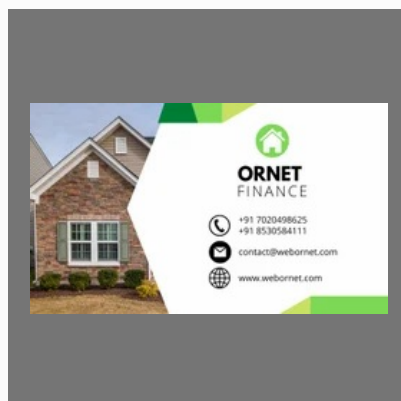 ORNET
FINANCE
+91 7020498625
+91 8530584111
contact@webornet.com
www.webornet.com